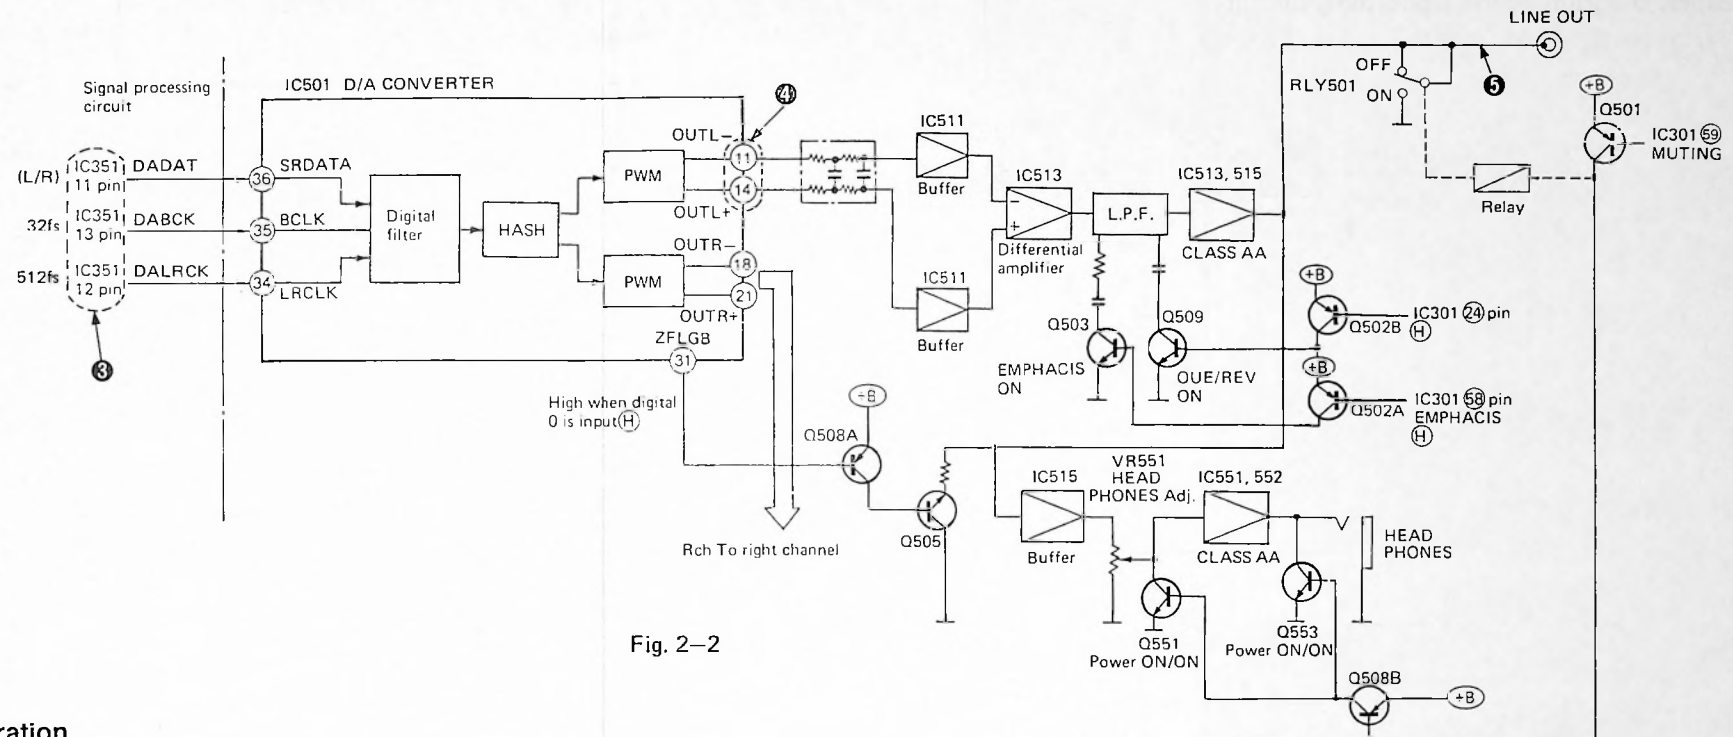 LINE OUT
Signal processing
circuit
IC501 D/A CONVERTER
❹
OFF
RLY501
ON
❺
+B
Q501
IC301 59
MUTING
Relay
(L/R)
IC351
11 pin
DADAT
36
SRDATA
32fs
IC351
13 pin
DABCK
35
BCLK
512fs
IC351
12 pin
DALRCK
34
LRCLK
❸
Digital
filter
HASH
PWM
PWM
OUTL−
11
14
OUTL+
OUTR−
18
21
OUTR+
ZFLGB
31
IC511
Buffer
IC511
Buffer
IC513
−
+
Differential
amplifier
L.P.F.
IC513, 515
CLASS AA
Q503
EMPHACIS
ON
Q509
OUE/REV
ON
+B
Q502B
IC301 24 pin
H
+B
Q502A
IC301 58 pin
EMPHACIS
H
High when digital
0 is input H
+B
Q508A
Q505
Rch To right channel
IC515
Buffer
VR551
HEAD
PHONES Adj.
IC551, 552
CLASS AA
HEAD
PHONES
Q551
Power ON/ON
Q553
Power ON/ON
Q508B
+B
Fig. 2−2
ration